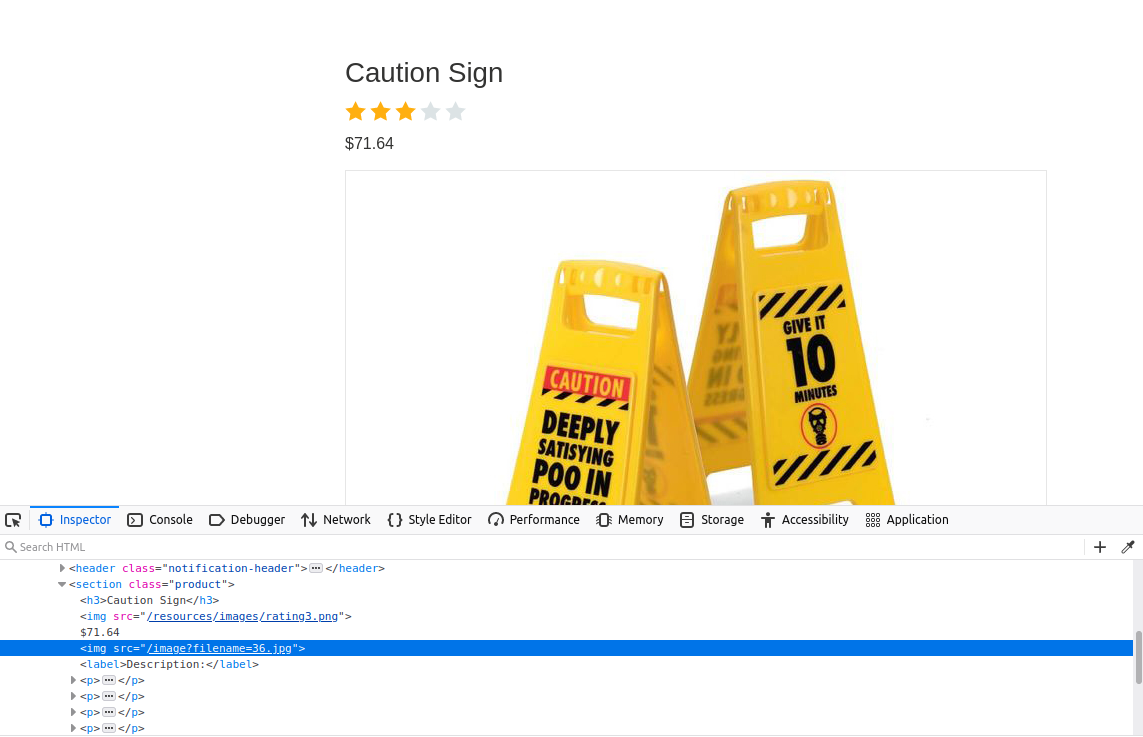 Caution Sign
$71.64
GIVE IT
10
MINUTES
CAUTION
DEEPLY
SATISYING
POO IN
PROGRESS
Inspector Console Debugger Network Style Editor Performance Memory Storage Accessibility Application
Search HTML
<header class="notification-header"></header>
<section class="product">
<h3>Caution Sign</h3>
<img src="/resources/images/rating3.png">
$71.64
<img src="/image?filename=36.jpg">
<label>Description:</label>
<p></p>
<p></p>
<p></p>
<p></p>